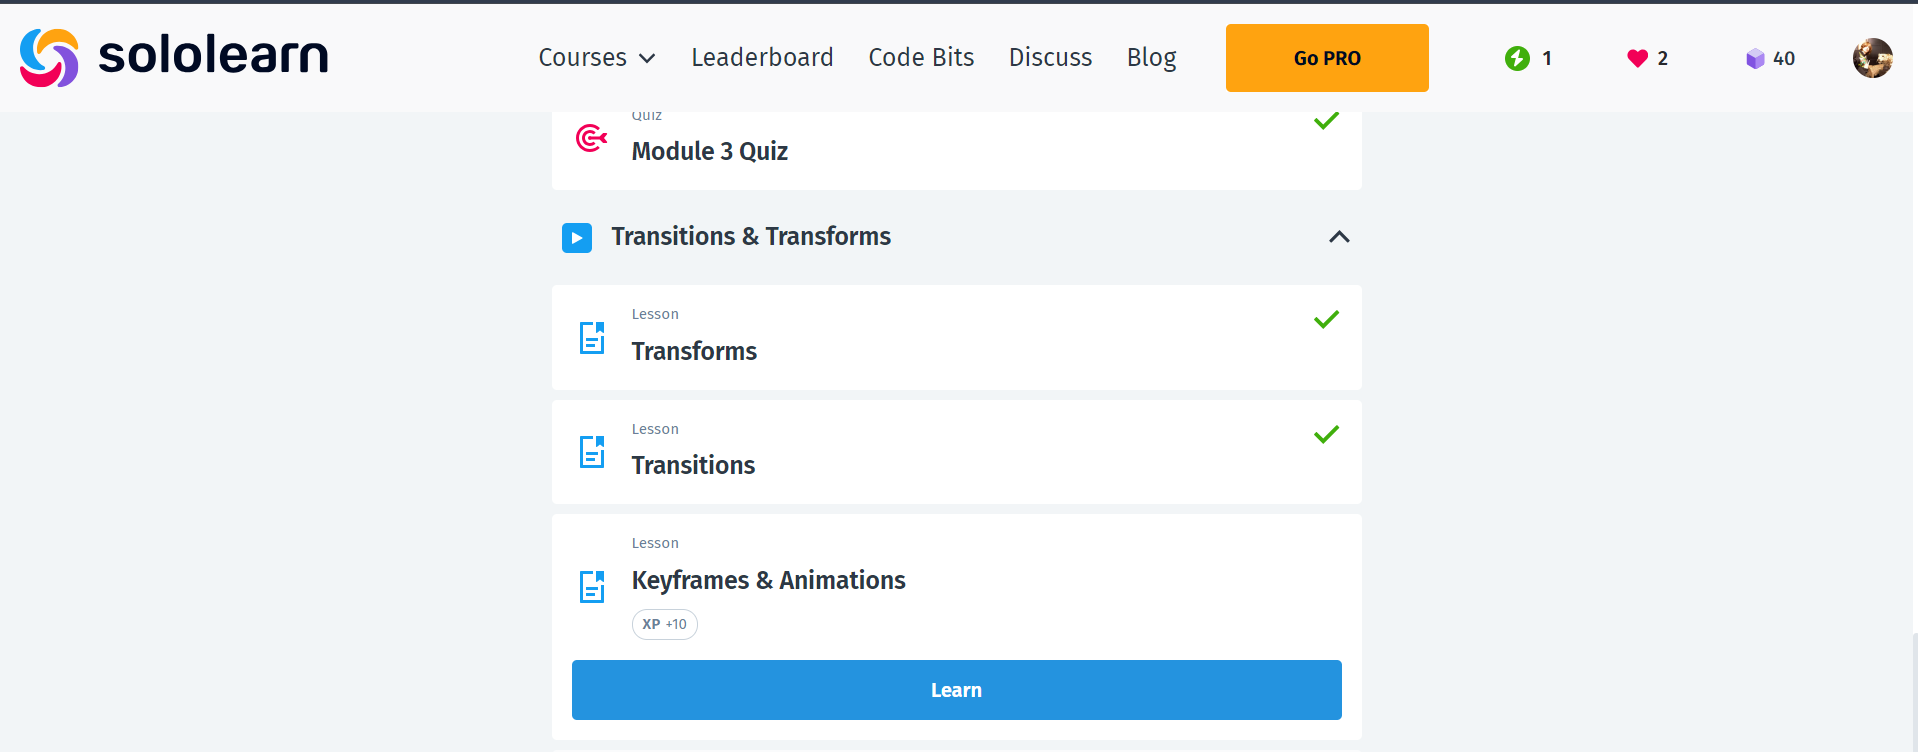 sololearn
Courses Leaderboard Code Bits Discuss Blog Go PRO 1 2 40
Quiz
Module 3 Quiz
Transitions & Transforms
Lesson
Transforms
Lesson
Transitions
Lesson
Keyframes & Animations
XP +10
Learn